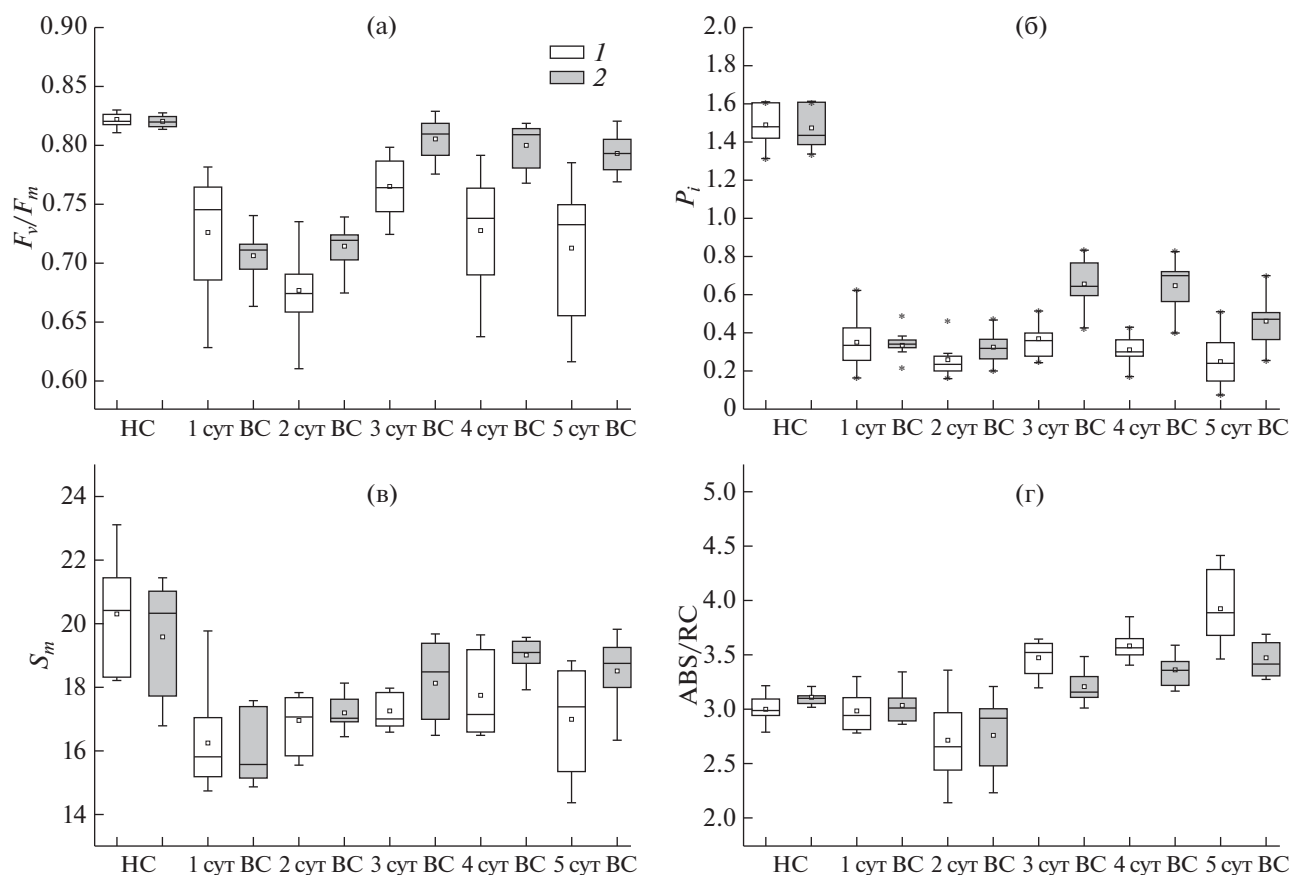 (а)
0.90
0.85
0.80
0.75
0.70
0.65
0.60
Fv/Fm
1
2
НС 1 сут ВС 2 сут ВС 3 сут ВС 4 сут ВС 5 сут ВС
(б)
2.0
1.8
1.6
1.4
1.2
1.0
0.8
0.6
0.4
0.2
0
Pi
НС 1 сут ВС 2 сут ВС 3 сут ВС 4 сут ВС 5 сут ВС
(в)
24
22
20
18
16
14
Sm
НС 1 сут ВС 2 сут ВС 3 сут ВС 4 сут ВС 5 сут ВС
(г)
5.0
4.5
4.0
3.5
3.0
2.5
2.0
ABS/RC
НС 1 сут ВС 2 сут ВС 3 сут ВС 4 сут ВС 5 сут ВС